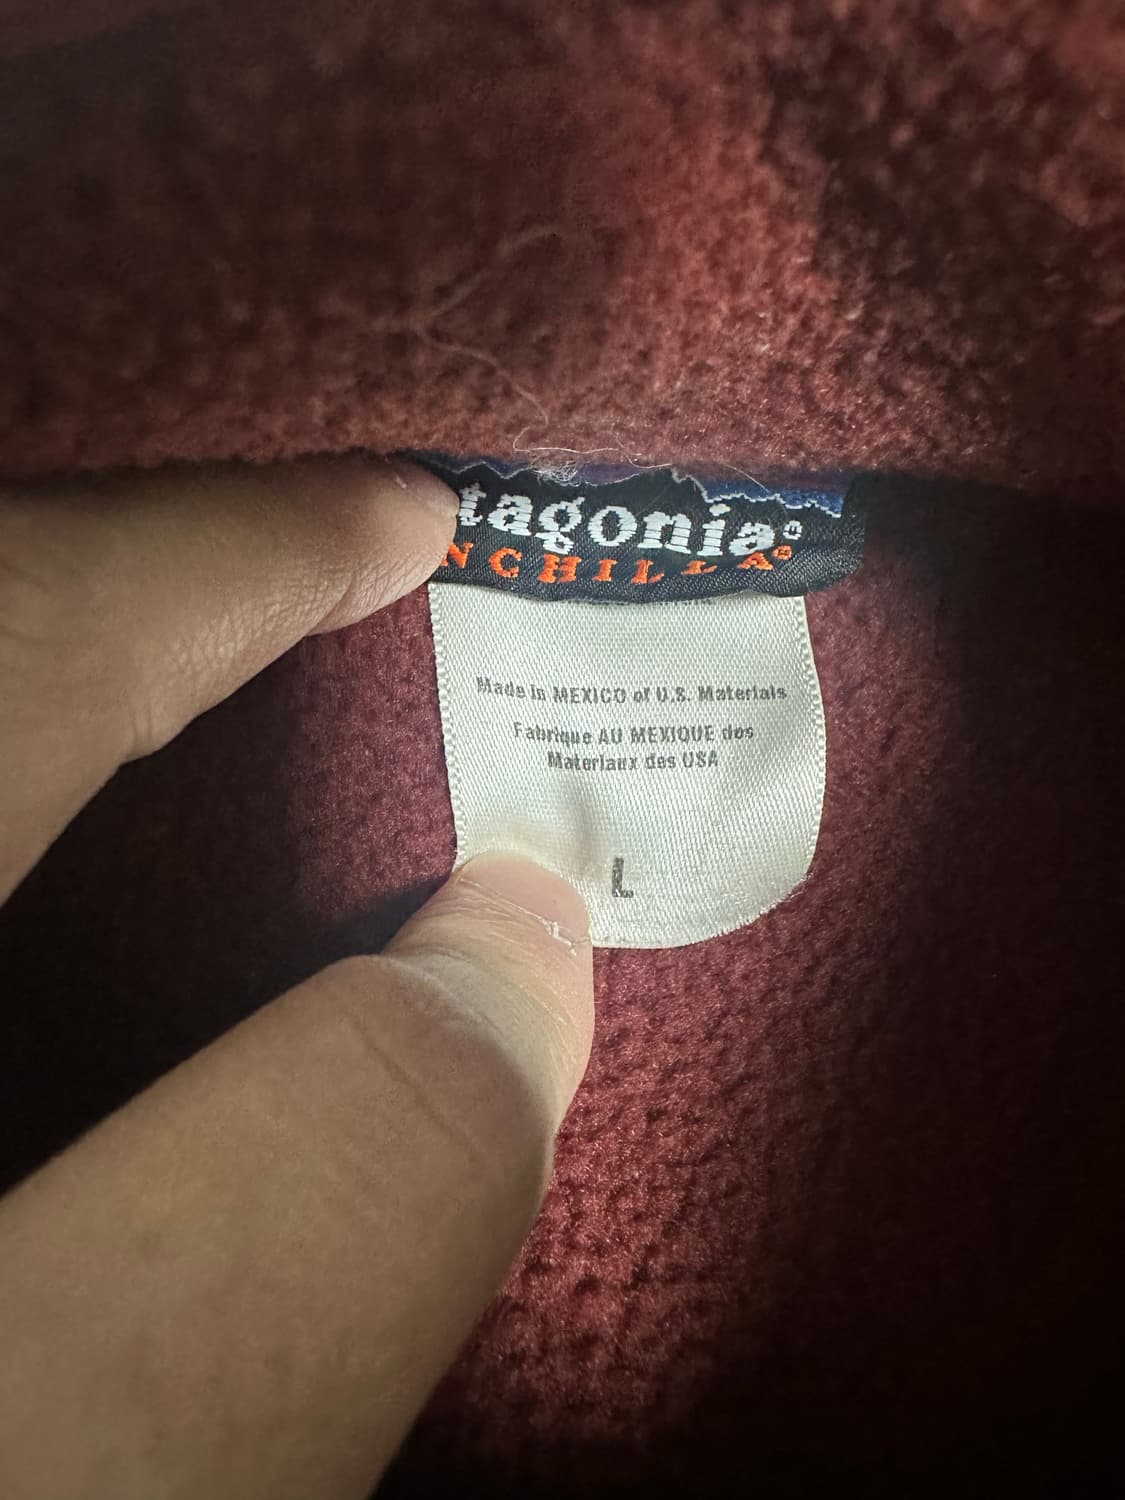 tagonia®
NCHILLA®
Made in MEXICO of U.S. Materials
Fabrique AU MEXIQUE des
Materiaux des USA
L